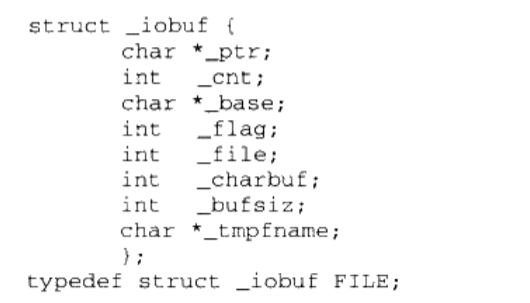 struct _iobuf {
char *_ptr;
int _cnt;
char *_base;
int _flag;
int _file;
int _charbuf;
int _bufsiz;
char *_tmpfname;
};
typedef struct _iobuf FILE;